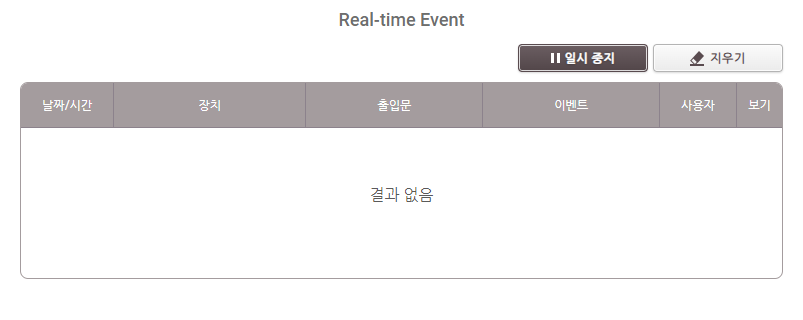 Real-time Event
일시 중지 지우기
날짜/시간 장치 출입문 이벤트 사용자 보기
결과 없음